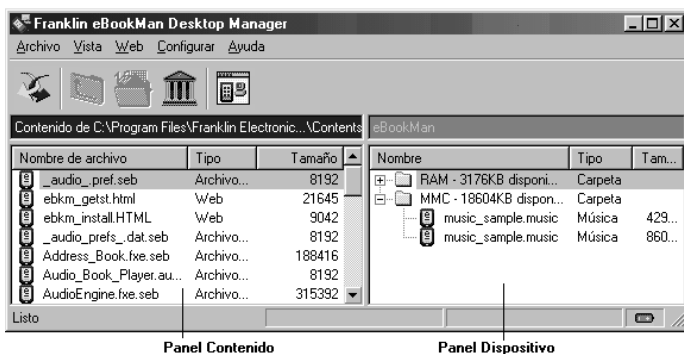 Franklin eBookMan Desktop Manager
Archivo Vista Web Configurar Ayuda
Contenido de C:\Program Files\Franklin Electronic...\Contents eBookMan
Nombre de archivo Tipo Tamaño Nombre Tipo Tam...
_audio_.pref.seb Archivo... 8192 RAM - 3176KB disponi... Carpeta
ebkm_getst.html Web 21645 MMC - 18604KB dispon... Carpeta
ebkm_install.HTML Web 9042 music_sample.music Música 429...
_audio_prefs_.dat.seb Archivo... 8192 music_sample.music Música 860...
Address_Book.fxe.seb Archivo... 188416
Audio_Book_Player.au... Archivo... 8192
AudioEngine.fxe.seb Archivo... 315392
Listo
Panel Contenido Panel Dispositivo